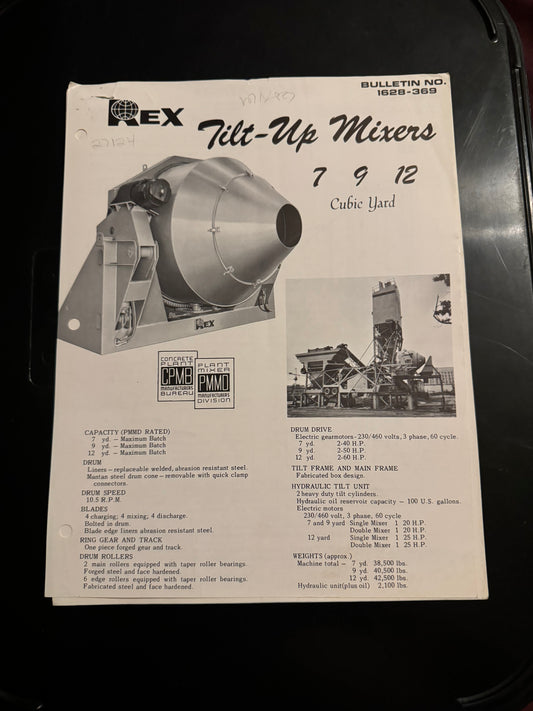 BULLETIN NO.
1628-369
REX
27124
Tilt-Up Mixers
7 9 12
Cubic Yard
REX
CONCRETE
PLANT
CPMB
MANUFACTURERS
BUREAU
PLANT
MIXER
PMMD
MANUFACTURERS
DIVISION
CAPACITY (PMMD RATED)
7 yd. — Maximum Batch
9 yd. — Maximum Batch
12 yd. — Maximum Batch
DRUM
Liners — replaceable welded, abrasion resistant steel.
Mantan steel drum cone — removable with quick clamp
connectors.
DRUM SPEED
10.5 R.P.M.
BLADES
4 charging; 4 mixing; 4 discharge.
Bolted in drum.
Blade edge liners abrasion resistant steel.
RING GEAR AND TRACK
One piece forged gear and track.
DRUM ROLLERS
2 main rollers equipped with taper roller bearings.
Forged steel and face hardened.
6 edge rollers equipped with taper roller bearings.
Fabricated steel and face hardened.
DRUM DRIVE
Electric gearmotors - 230/460 volts, 3 phase, 60 cycle.
7 yd. 2-40 H.P.
9 yd. 2-50 H.P.
12 yd. 2-60 H.P.
TILT FRAME AND MAIN FRAME
Fabricated box design.
HYDRAULIC TILT UNIT
2 heavy duty tilt cylinders.
Hydraulic oil reservoir capacity — 100 U.S. gallons.
Electric motors
230/460 volt, 3 phase, 60 cycle
7 and 9 yard Single Mixer 1 20 H.P.
Double Mixer 1 20 H.P.
12 yard Single Mixer 1 25 H.P.
Double Mixer 1 25 H.P.
WEIGHTS (approx.)
Machine total — 7 yd. 38,500 lbs.
9 yd. 40,500 lbs.
12 yd. 42,500 lbs.
Hydraulic unit(plus oil) 2,100 lbs.